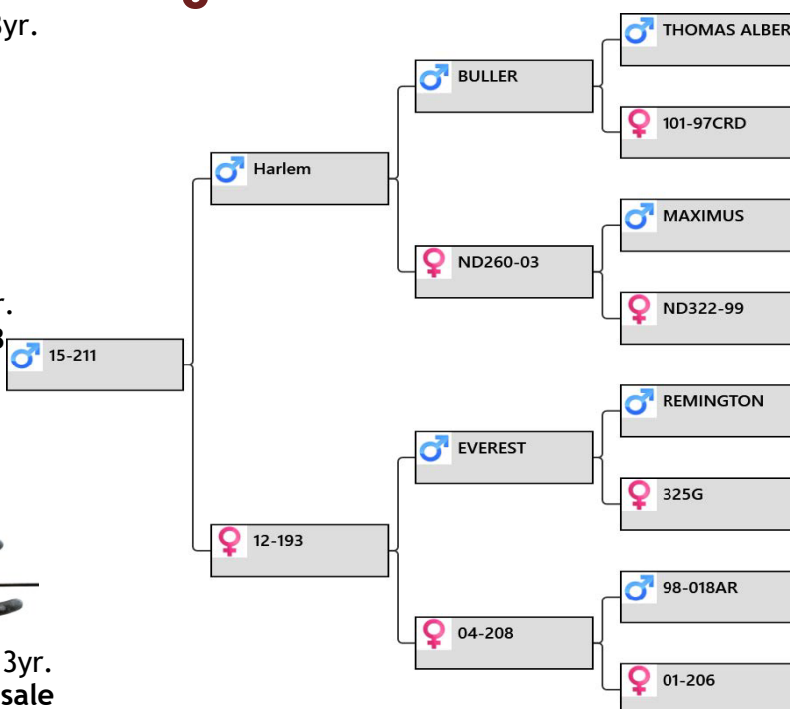 3yr.
THOMAS ALBER
BULLER
101-97CRD
Harlem
MAXIMUS
ND260-03
ND322-99
15-211
REMINGTON
EVEREST
325G
12-193
98-018AR
04-208
3yr.
01-206
sale